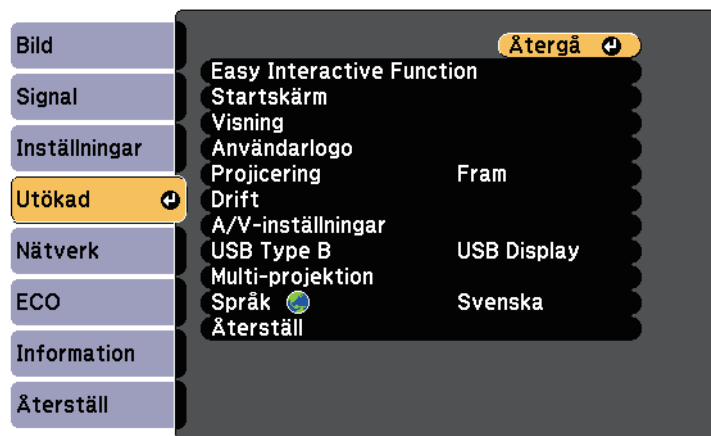 Bild
Signal
Inställningar
Utökad
Nätverk
ECO
Information
Återställ
Återgå
Easy Interactive Function
Startskärm
Visning
Användarlogo
Projicering Fram
Drift
A/V-inställningar
USB Type B USB Display
Multi-projektion
Språk Svenska
Återställ